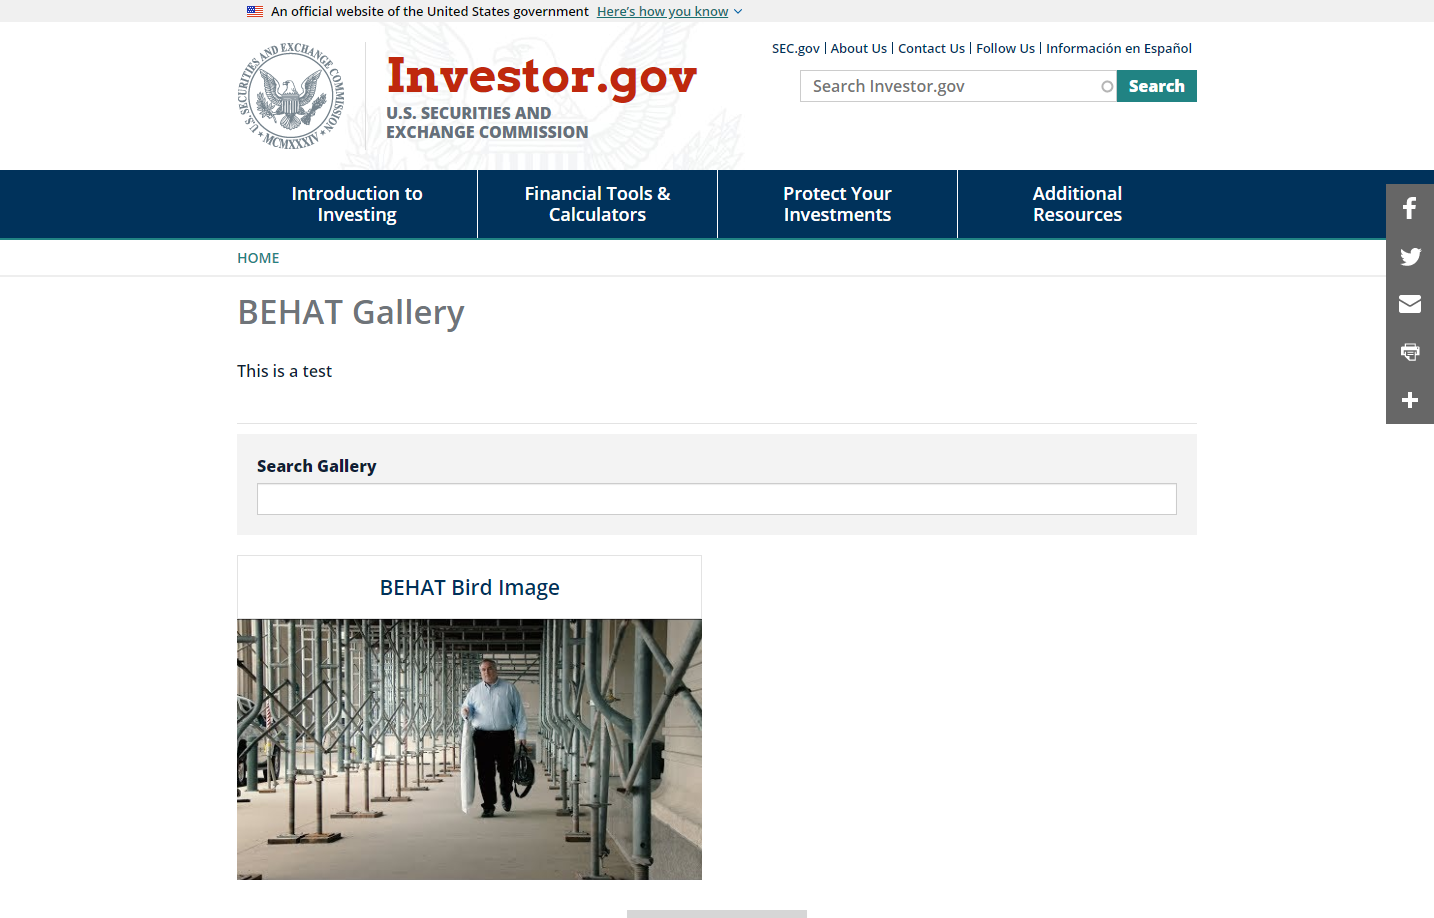 An official website of the United States government Here's how you know
SEC.gov About Us Contact Us Follow Us Información en Español
U.S. SECURITIES AND EXCHANGE COMMISSION
MCMXXXIV
Investor.gov
U.S. SECURITIES AND
EXCHANGE COMMISSION
Search Investor.gov Search
Introduction to
Investing
Financial Tools &
Calculators
Protect Your
Investments
Additional
Resources
HOME
BEHAT Gallery
This is a test
Search Gallery
BEHAT Bird Image